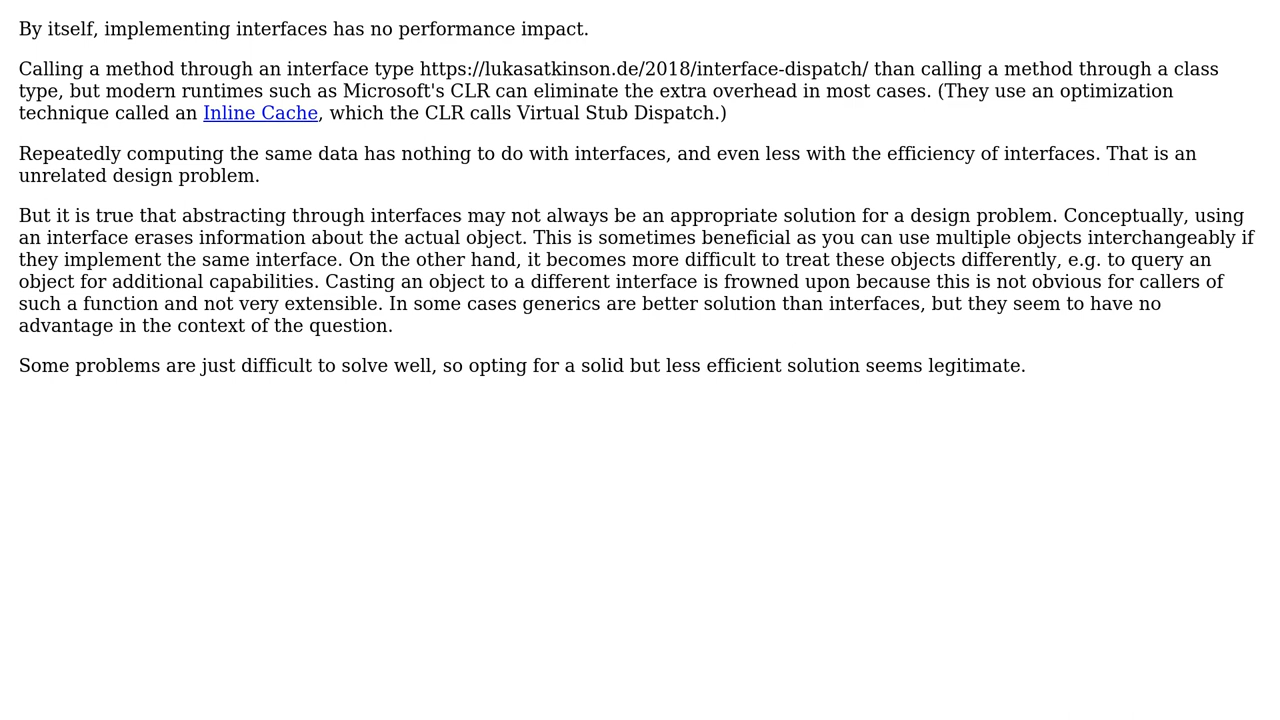 By itself, implementing interfaces has no performance impact.
Calling a method through an interface type https://lukasatkinson.de/2018/interface-dispatch/ than calling a method through a class
type, but modern runtimes such as Microsoft's CLR can eliminate the extra overhead in most cases. (They use an optimization
technique called an Inline Cache, which the CLR calls Virtual Stub Dispatch.)
Repeatedly computing the same data has nothing to do with interfaces, and even less with the efficiency of interfaces. That is an
unrelated design problem.
But it is true that abstracting through interfaces may not always be an appropriate solution for a design problem. Conceptually, using
an interface erases information about the actual object. This is sometimes beneficial as you can use multiple objects interchangeably if
they implement the same interface. On the other hand, it becomes more difficult to treat these objects differently, e.g. to query an
object for additional capabilities. Casting an object to a different interface is frowned upon because this is not obvious for callers of
such a function and not very extensible. In some cases generics are better solution than interfaces, but they seem to have no
advantage in the context of the question.
Some problems are just difficult to solve well, so opting for a solid but less efficient solution seems legitimate.